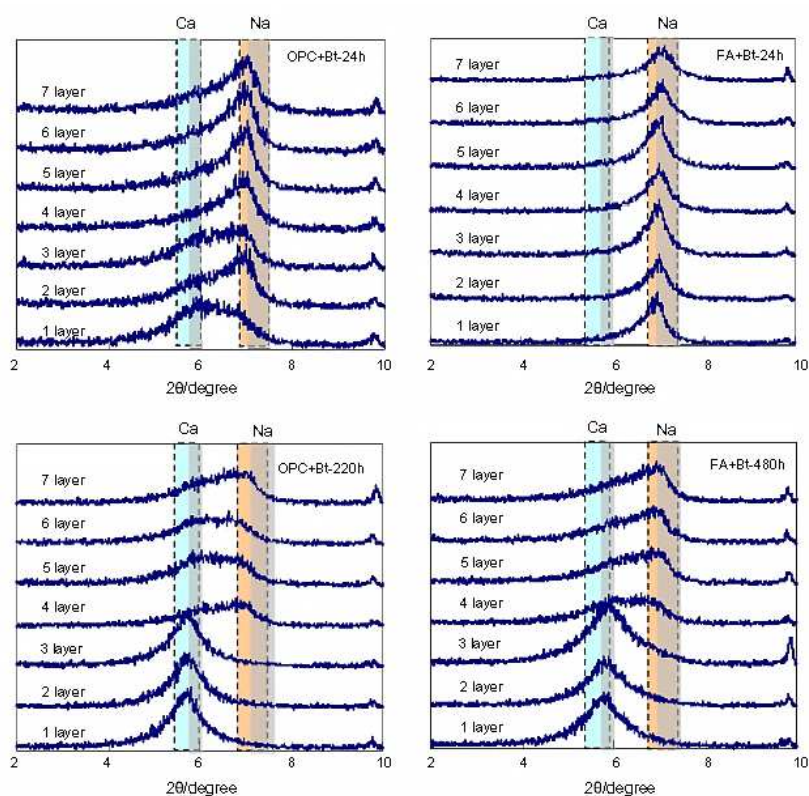 Ca Na
OPC+Bt-24h
7 layer
6 layer
5 layer
4 layer
3 layer
2 layer
1 layer
2 4 6 8 10
2θ/degree
Ca Na
FA+Bt-24h
7 layer
6 layer
5 layer
4 layer
3 layer
2 layer
1 layer
2 4 6 8 10
2θ/degree
Ca Na
OPC+Bt-220h
7 layer
6 layer
5 layer
4 layer
3 layer
2 layer
1 layer
2 4 6 8 10
2θ/degree
Ca Na
FA+Bt-480h
7 layer
6 layer
5 layer
4 layer
3 layer
2 layer
1 layer
2 4 6 8 10
2θ/degree